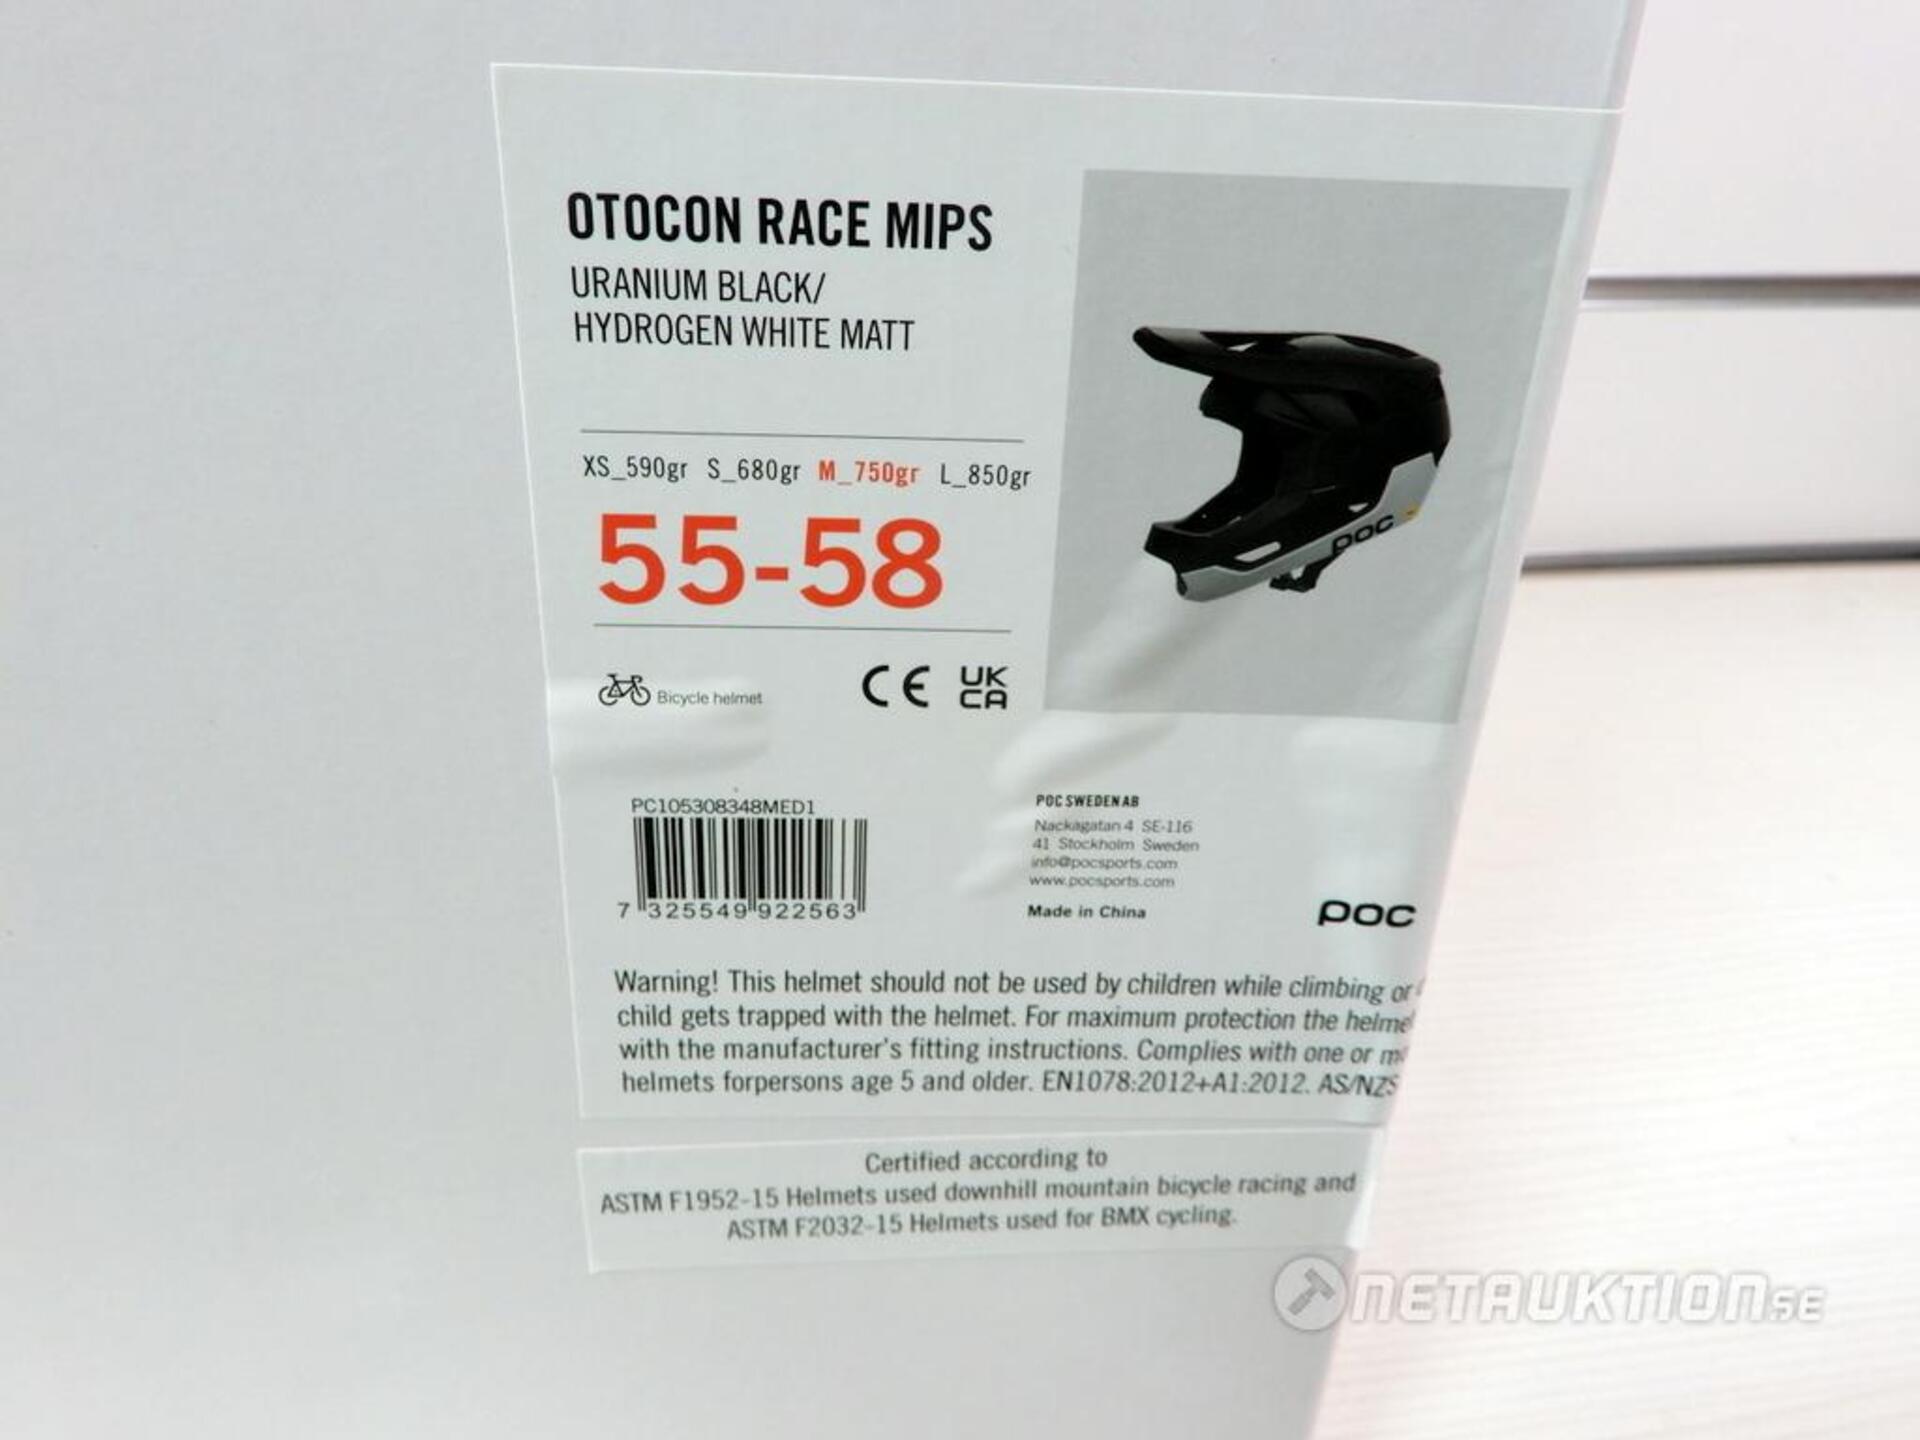 OTOCON RACE MIPS
URANIUM BLACK/
HYDROGEN WHITE MATT
XS_590gr S_680gr M_750gr L_850gr
55-58
Bicycle helmet
CE
UK
CA
POC
PC105308348MED1
7 325549 922563
POC SWEDEN AB
Nackagatan 4 SE-116
41 Stockholm Sweden
info@pocsports.com
www.pocsports.com
Made in China
POC
Warning! This helmet should not be used by children while climbing or
child gets trapped with the helmet. For maximum protection the helme
with the manufacturer's fitting instructions. Complies with one or
helmets forpersons age 5 and older. EN1078:2012+A1:2012. AS/NZS
Certified according to
ASTM F1952-15 Helmets used downhill mountain bicycle racing and
ASTM F2032-15 Helmets used for BMX cycling.
NETAUKTION.SE